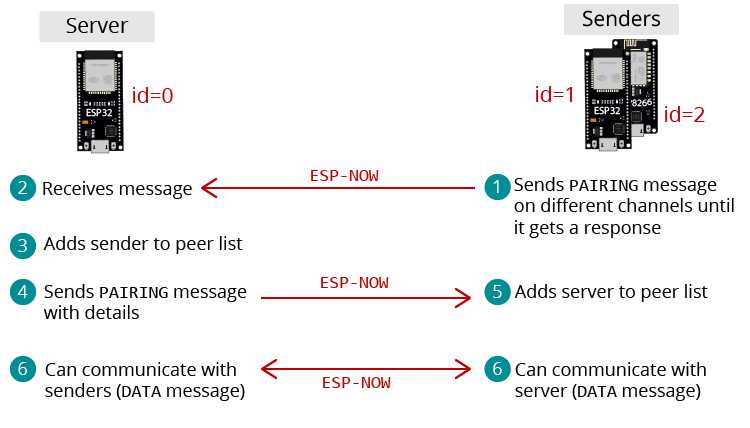 Server
Senders
id=0
ESP32
id=1
ESP32
8266
id=2
ESP-NOW
2 Receives message
1 Sends PAIRING message
on different channels until
it gets a response
3 Adds sender to peer list
4 Sends PAIRING message
with details
ESP-NOW
5 Adds server to peer list
6 Can communicate with
senders (DATA message)
ESP-NOW
6 Can communicate with
server (DATA message)